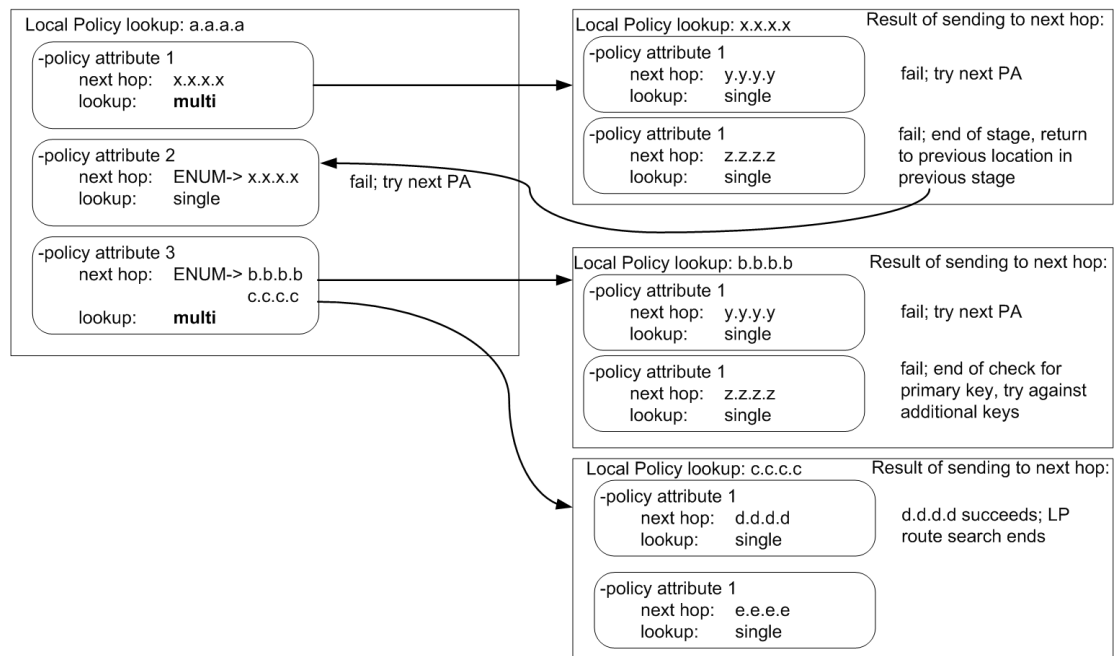 Local Policy lookup: a.a.a.a
-policy attribute 1
next hop: x.x.x.x
lookup: multi
-policy attribute 2
next hop: ENUM-> x.x.x.x
lookup: single
-policy attribute 3
next hop: ENUM-> b.b.b.b
c.c.c.c
lookup: multi
fail; try next PA
Local Policy lookup: x.x.x.x
Result of sending to next hop:
-policy attribute 1
next hop: y.y.y.y
lookup: single
fail; try next PA
-policy attribute 1
next hop: z.z.z.z
lookup: single
fail; end of stage, return
to previous location in
previous stage
Local Policy lookup: b.b.b.b
Result of sending to next hop:
-policy attribute 1
next hop: y.y.y.y
lookup: single
fail; try next PA
-policy attribute 1
next hop: z.z.z.z
lookup: single
fail; end of check for
primary key, try against
additional keys
Local Policy lookup: c.c.c.c
Result of sending to next hop:
-policy attribute 1
next hop: d.d.d.d
lookup: single
d.d.d.d succeeds; LP
route search ends
-policy attribute 1
next hop: e.e.e.e
lookup: single